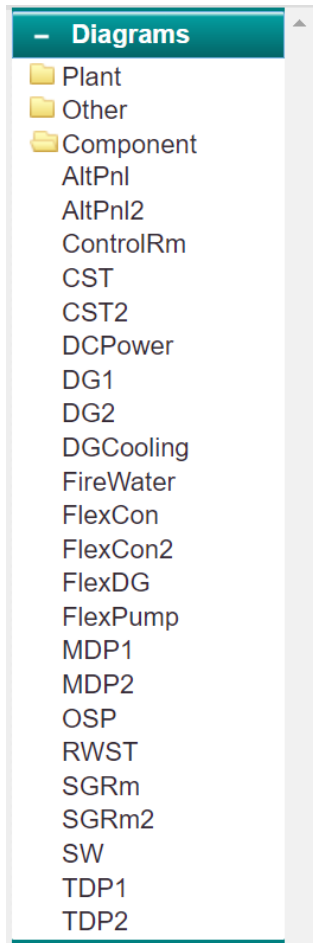 – Diagrams
Plant
Other
Component
AltPnl
AltPnl2
ControlRm
CST
CST2
DCPower
DG1
DG2
DGCooling
FireWater
FlexCon
FlexCon2
FlexDG
FlexPump
MDP1
MDP2
OSP
RWST
SGRm
SGRm2
SW
TDP1
TDP2